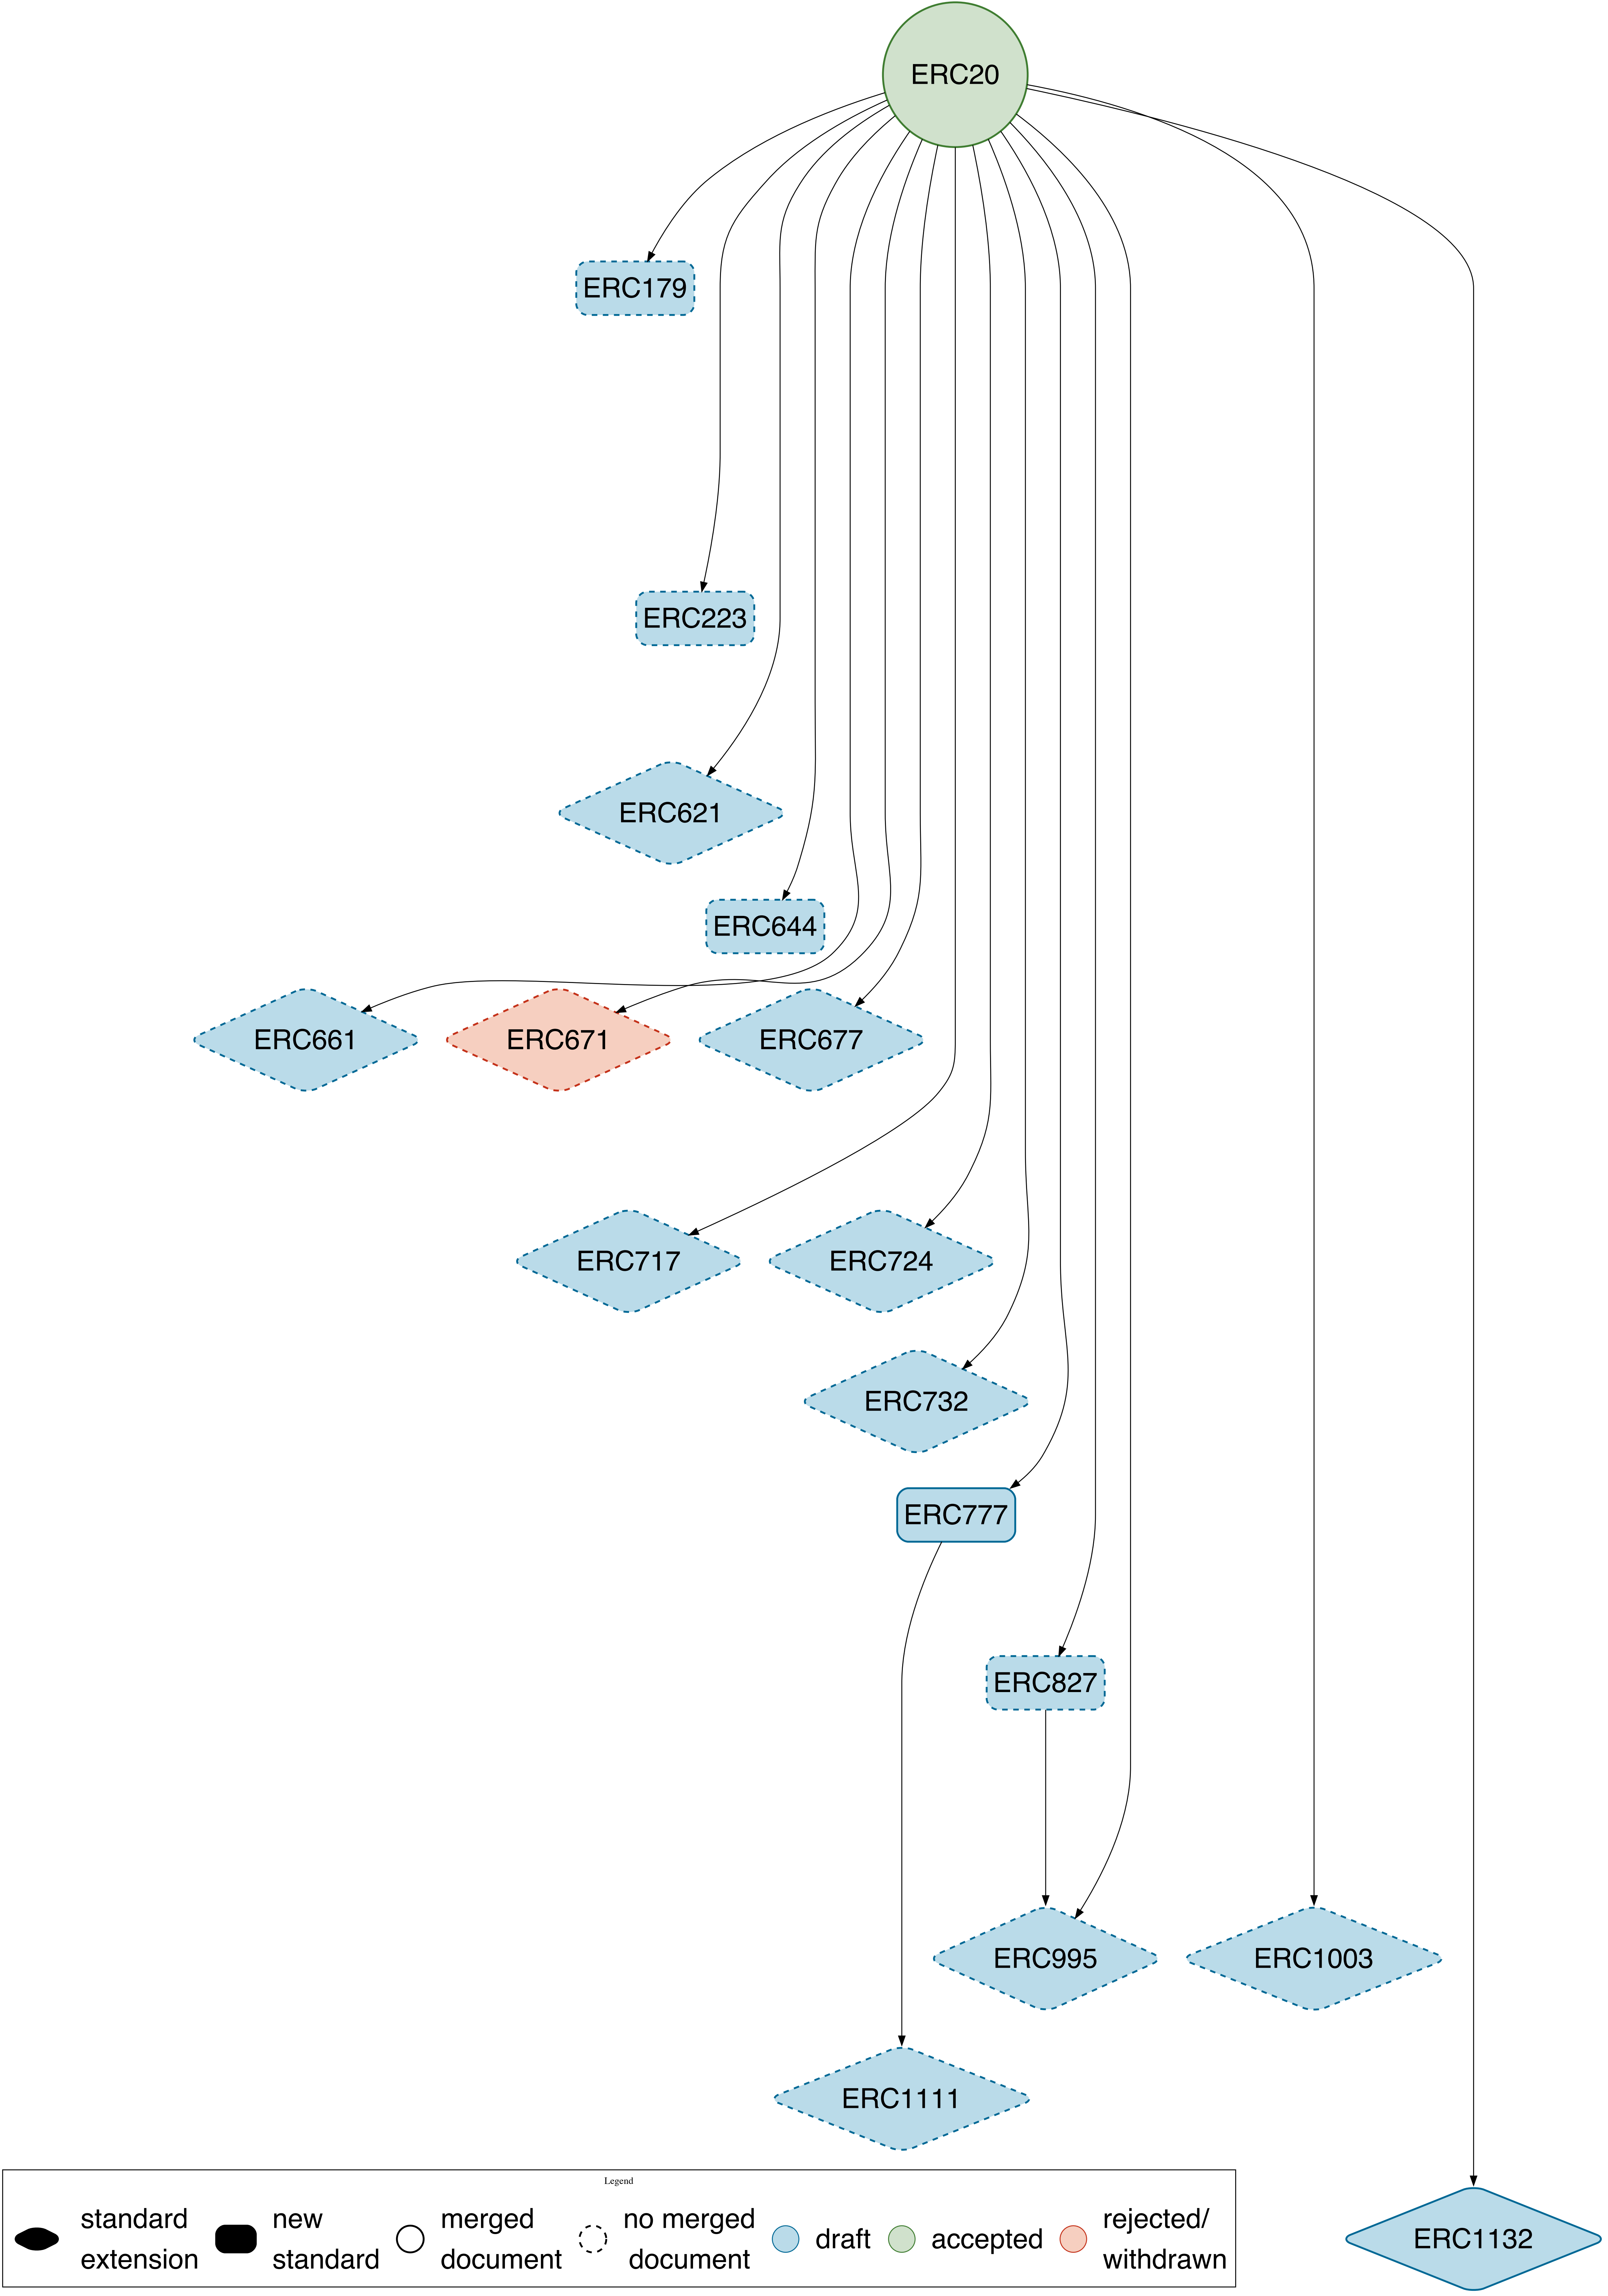 ERC20
ERC179
ERC223
ERC621
ERC644
ERC661
ERC671
ERC677
ERC717
ERC724
ERC732
ERC777
ERC827
ERC995
ERC1003
ERC1111
ERC1132
Legend
standard
extension
new
standard
merged
document
no merged
document
draft
accepted
rejected/
withdrawn